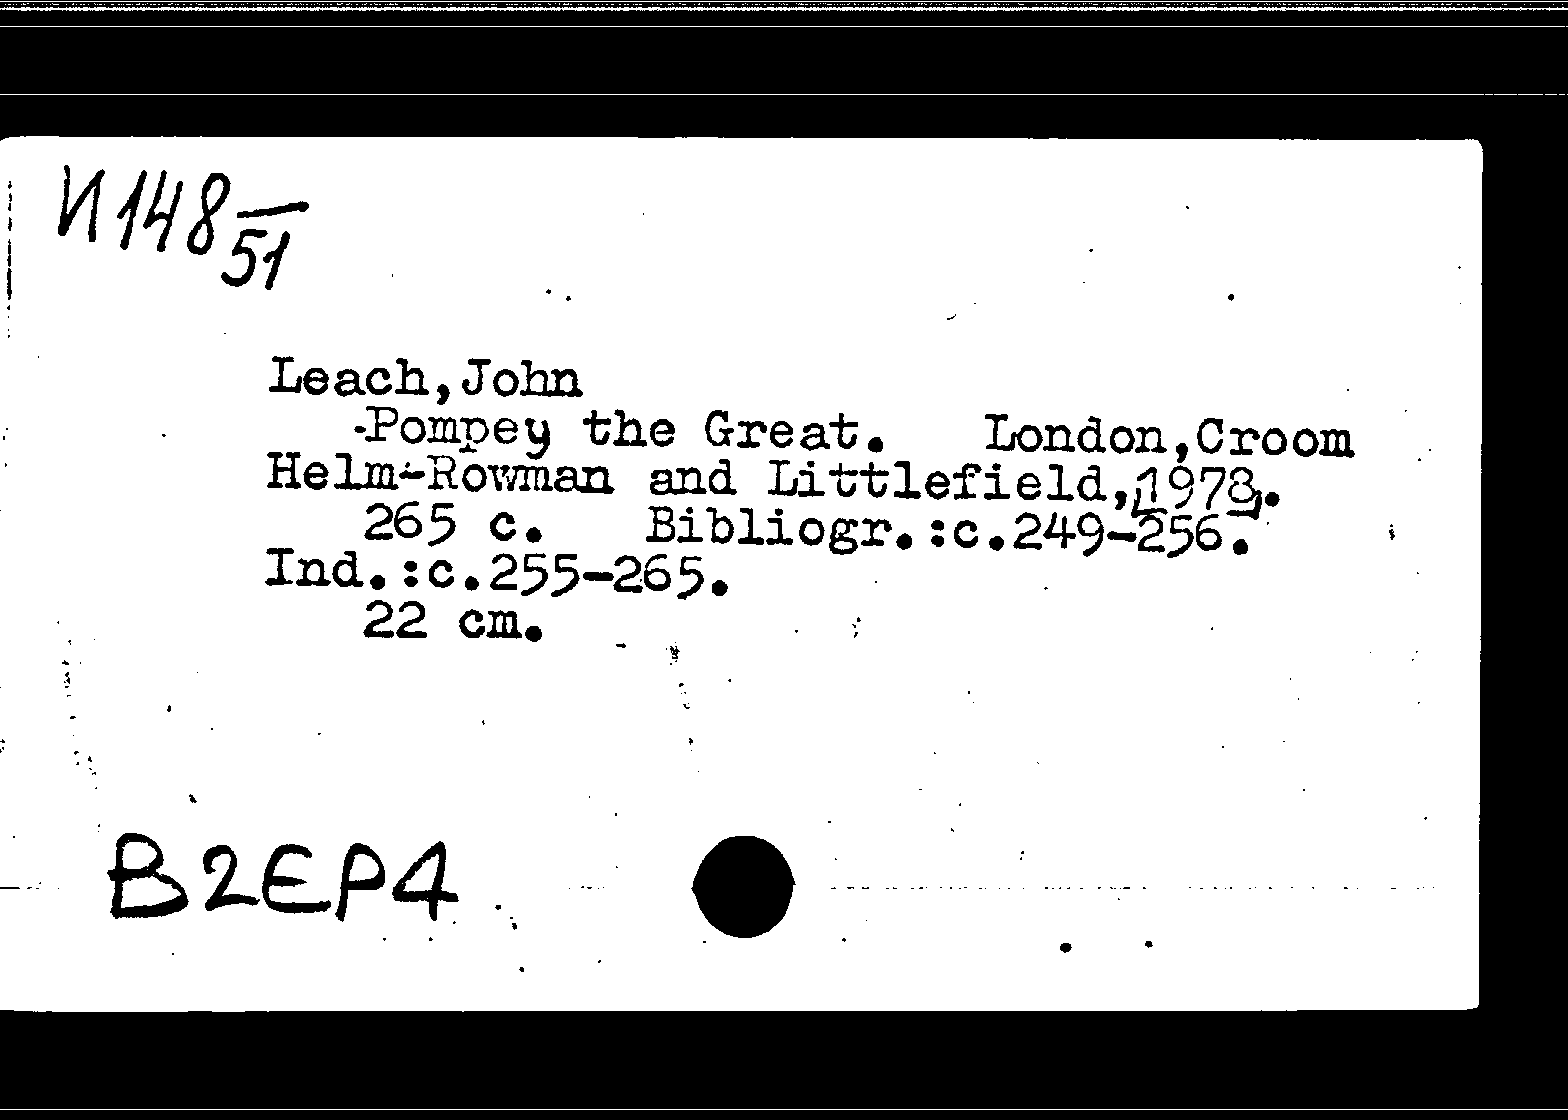 И148—
51
Leach,John
Pompey the Great. London,Croom
Helm-Rowman and Littlefield,1978.
265 c. Bibliogr.:c.249-256.
Ind.:c.255-265.
22 cm.
B2EP4